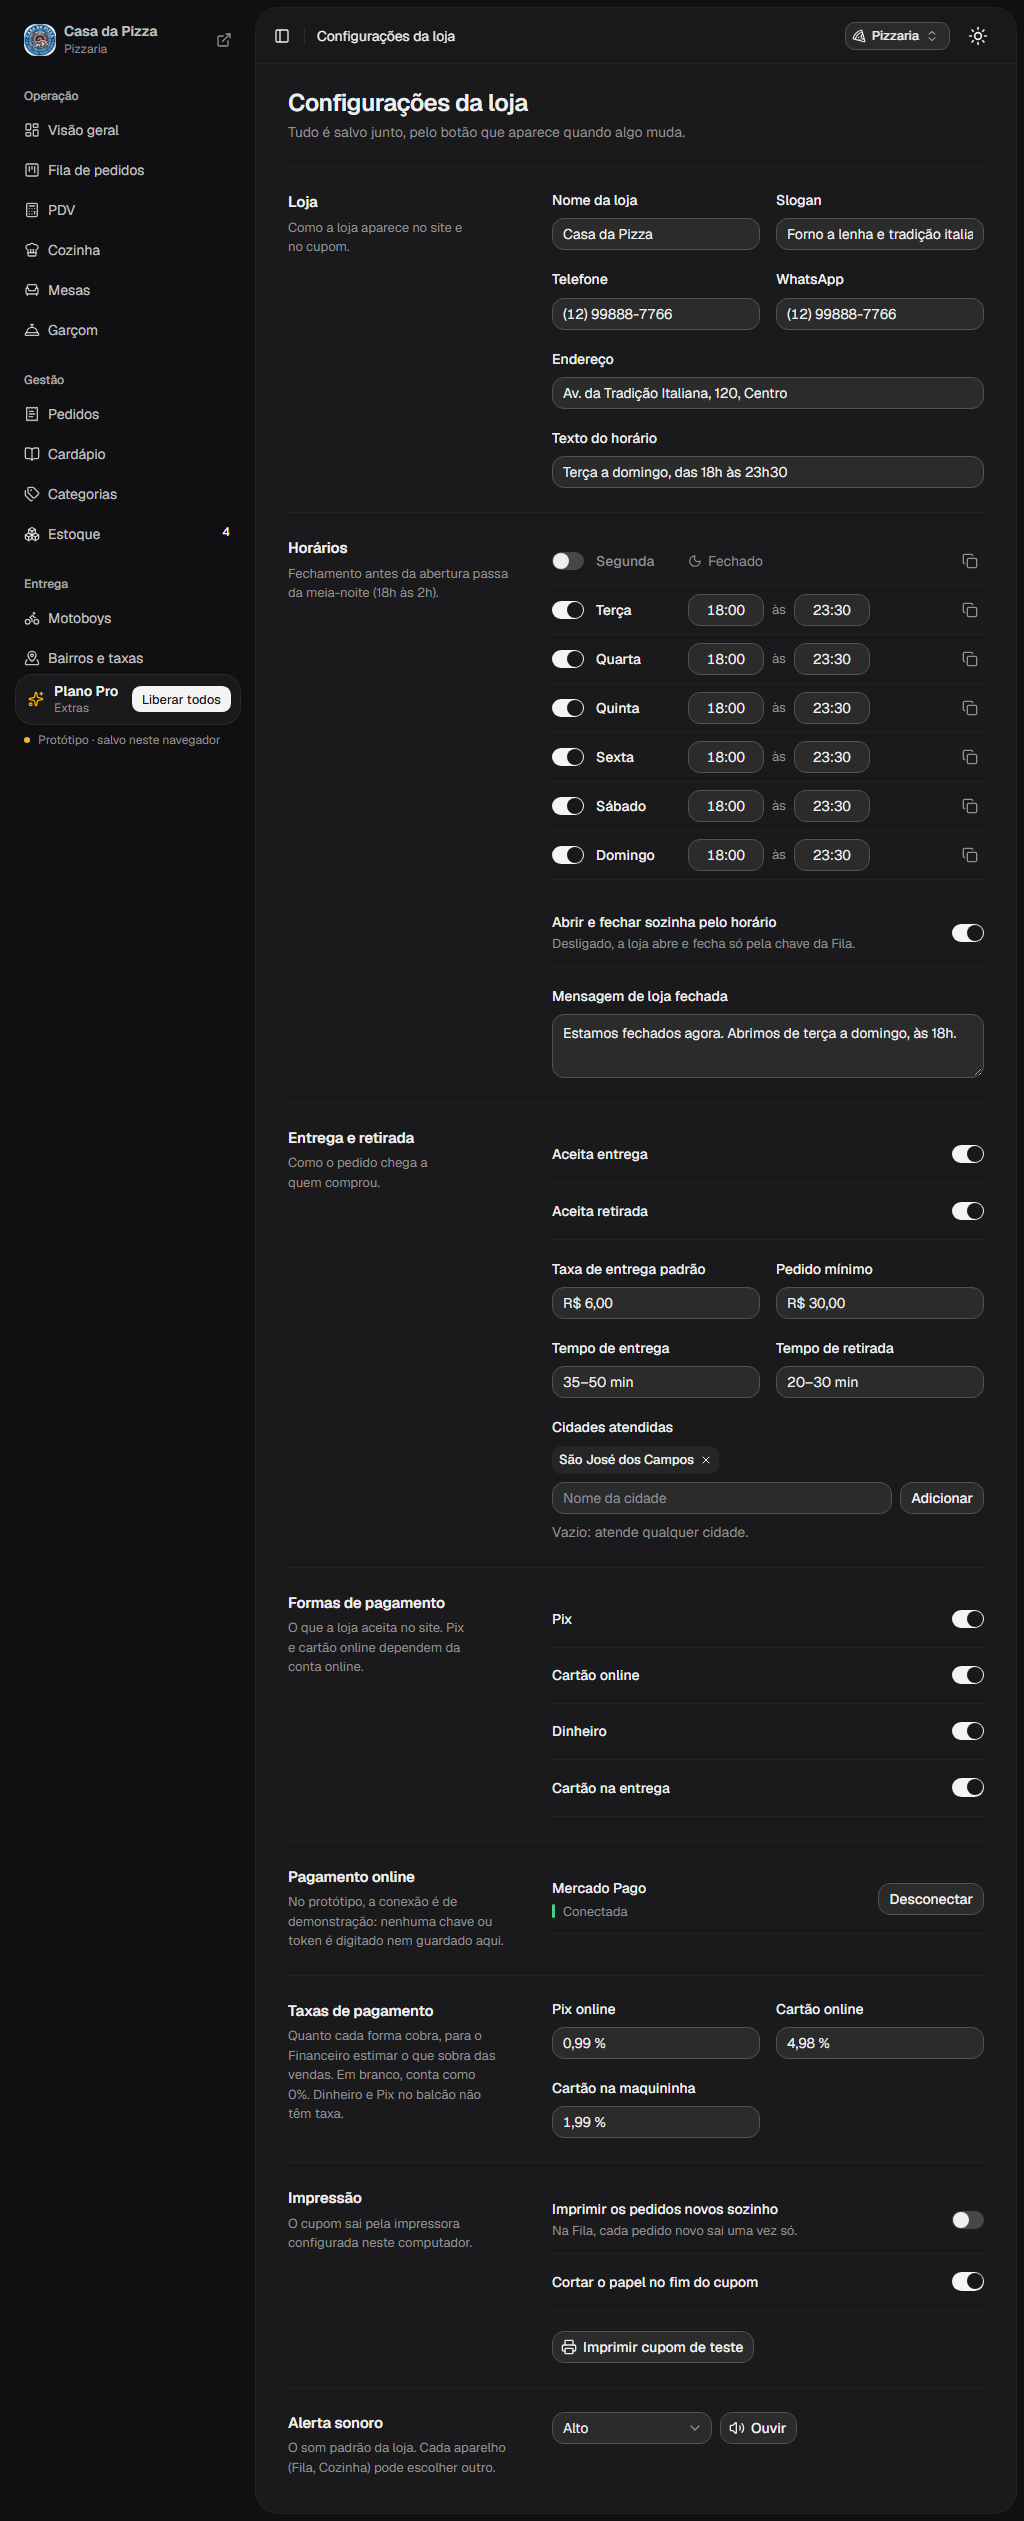 Casa da Pizza
Pizzaria
Operação
Visão geral
Fila de pedidos
PDV
Cozinha
Mesas
Garçom
Gestão
Pedidos
Cardápio
Categorias
Estoque 4
Entrega
Motoboys
Bairros e taxas
Plano Pro
Extras
Liberar todos
Protótipo · salvo neste navegador
Configurações da loja
Pizzaria
Configurações da loja
Tudo é salvo junto, pelo botão que aparece quando algo muda.
Loja
Como a loja aparece no site e
no cupom.
Nome da loja
Casa da Pizza
Slogan
Forno a lenha e tradição italia
Telefone
(12) 99888-7766
WhatsApp
(12) 99888-7766
Endereço
Av. da Tradição Italiana, 120, Centro
Texto do horário
Terça a domingo, das 18h às 23h30
Horários
Fechamento antes da abertura passa
da meia-noite (18h às 2h).
Segunda Fechado
Terça 18:00 às 23:30
Quarta 18:00 às 23:30
Quinta 18:00 às 23:30
Sexta 18:00 às 23:30
Sábado 18:00 às 23:30
Domingo 18:00 às 23:30
Abrir e fechar sozinha pelo horário
Desligado, a loja abre e fecha só pela chave da Fila.
Mensagem de loja fechada
Estamos fechados agora. Abrimos de terça a domingo, às 18h.
Entrega e retirada
Como o pedido chega a
quem comprou.
Aceita entrega
Aceita retirada
Taxa de entrega padrão
R$ 6,00
Pedido mínimo
R$ 30,00
Tempo de entrega
35–50 min
Tempo de retirada
20–30 min
Cidades atendidas
São José dos Campos
Nome da cidade
Adicionar
Vazio: atende qualquer cidade.
Formas de pagamento
O que a loja aceita no site. Pix
e cartão online dependem da
conta online.
Pix
Cartão online
Dinheiro
Cartão na entrega
Pagamento online
No protótipo, a conexão é de
demonstração: nenhuma chave ou
token é digitado nem guardado aqui.
Mercado Pago
Conectada
Desconectar
Taxas de pagamento
Quanto cada forma cobra, para o
Financeiro estimar o que sobra das
vendas. Em branco, conta como
0%. Dinheiro e Pix no balcão não
têm taxa.
Pix online
0,99 %
Cartão online
4,98 %
Cartão na maquininha
1,99 %
Impressão
O cupom sai pela impressora
configurada neste computador.
Imprimir os pedidos novos sozinho
Na Fila, cada pedido novo sai uma vez só.
Cortar o papel no fim do cupom
Imprimir cupom de teste
Alerta sonoro
O som padrão da loja. Cada aparelho
(Fila, Cozinha) pode escolher outro.
Alto
Ouvir